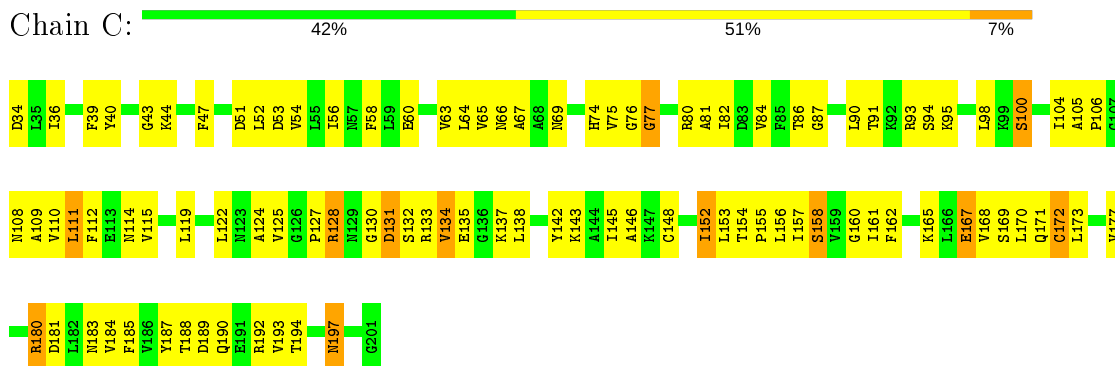 Chain C:
42% 51% 7%
D34 L35 I36 F39 Y40 G43 K44 F47 D51 L52 D53 V54 L55 I56 N57 F58 L59 E60 V63 L64 V65 N66 A67 A68 N69 H74 V75 G76 G77 R80 A81 I82 D83 V84 F85 T86 G87 L90 T91 K92 R93 S94 K95 L98 K99 S100 I104 A105 P106
N108 A109 V110 L111 F112 E113 N114 V115 L119 L122 N123 A124 V125 G126 P127 R128 N129 G130 D131 S132 R133 V134 E135 G136 K137 L138 Y142 K143 A144 I145 A146 K147 C148 I152 L153 T154 P155 L156 I157 S158 V159 G160 I161 F162 K165 L166 E167 V168 S169 L170 Q171 C172 L173
R180 D181 L182 N183 V184 F185 V186 Y187 T188 D189 Q190 E191 R192 V193 T194 N197 G201